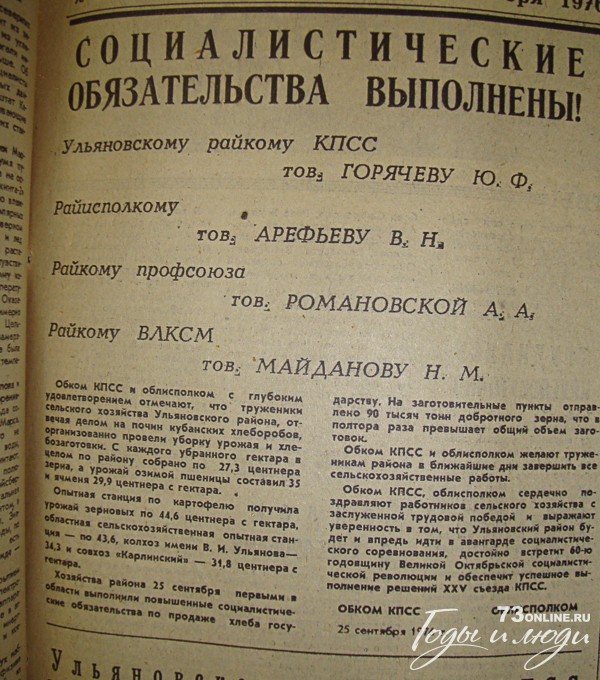 1976
СОЦИАЛИСТИЧЕСКИЕ
ОБЯЗАТЕЛЬСТВА ВЫПОЛНЕНЫ!
Ульяновскому райкому КПСС
тов. ГОРЯЧЕВУ Ю. Ф.
Райисполкому
тов. АРЕФЬЕВУ В. Н.
Райкому профсоюза
тов. РОМАНОВСКОЙ А. А.
Райкому ВЛКСМ
тов. МАЙДАНОВУ Н. М.
Обком КПСС и облисполком с глубоким
удовлетворением отмечают, что труженики
сельского хозяйства Ульяновского района, от-
вечая делом на почин кубанских хлеборобов,
организованно провели уборку урожая и хле-
бозаготовки. С каждого убранного гектара в
целом по району собрано по 27,3 центнера
зерна, а урожай озимой пшеницы составил 35
и ячменя 29,9 центнера с гектара.
Опытная станция по картофелю получила
урожай зерновых по 44,6 центнера с гектара,
областная сельскохозяйственная опытная стан-
ция — по 43,6, колхоз имени В. И. Ульянова—
34,3 и совхоз «Карлинский» — 31,8 центнера с
гектара.
Хозяйства района 25 сентября первыми в
области выполнили повышенные социалистиче-
ские обязательства по продаже хлеба госу-
дарству. На заготовительные пункты отправ-
лено 90 тысяч тонн добротного зерна, что в
полтора раза превышает общий объем заго-
товок.
Обком КПСС и облисполком желают труже-
никам района в ближайшие дни завершить все
сельскохозяйственные работы.
Обком КПСС, облисполком сердечно по-
здравляют работников сельского хозяйства с
заслуженной трудовой победой и выражают
уверенность в том, что Ульяновский район бу-
дет и впредь идти в авангарде социалистиче-
ского соревнования, достойно встретит 60-ю
годовщину Великой Октябрьской социалисти-
ческой революции и обеспечит успешное вы-
полнение решений XXV съезда КПСС.
ОБКОМ КПСС ОБЛИСПОЛКОМ
25 сентября
73ONLINE.RU
Годы и люди